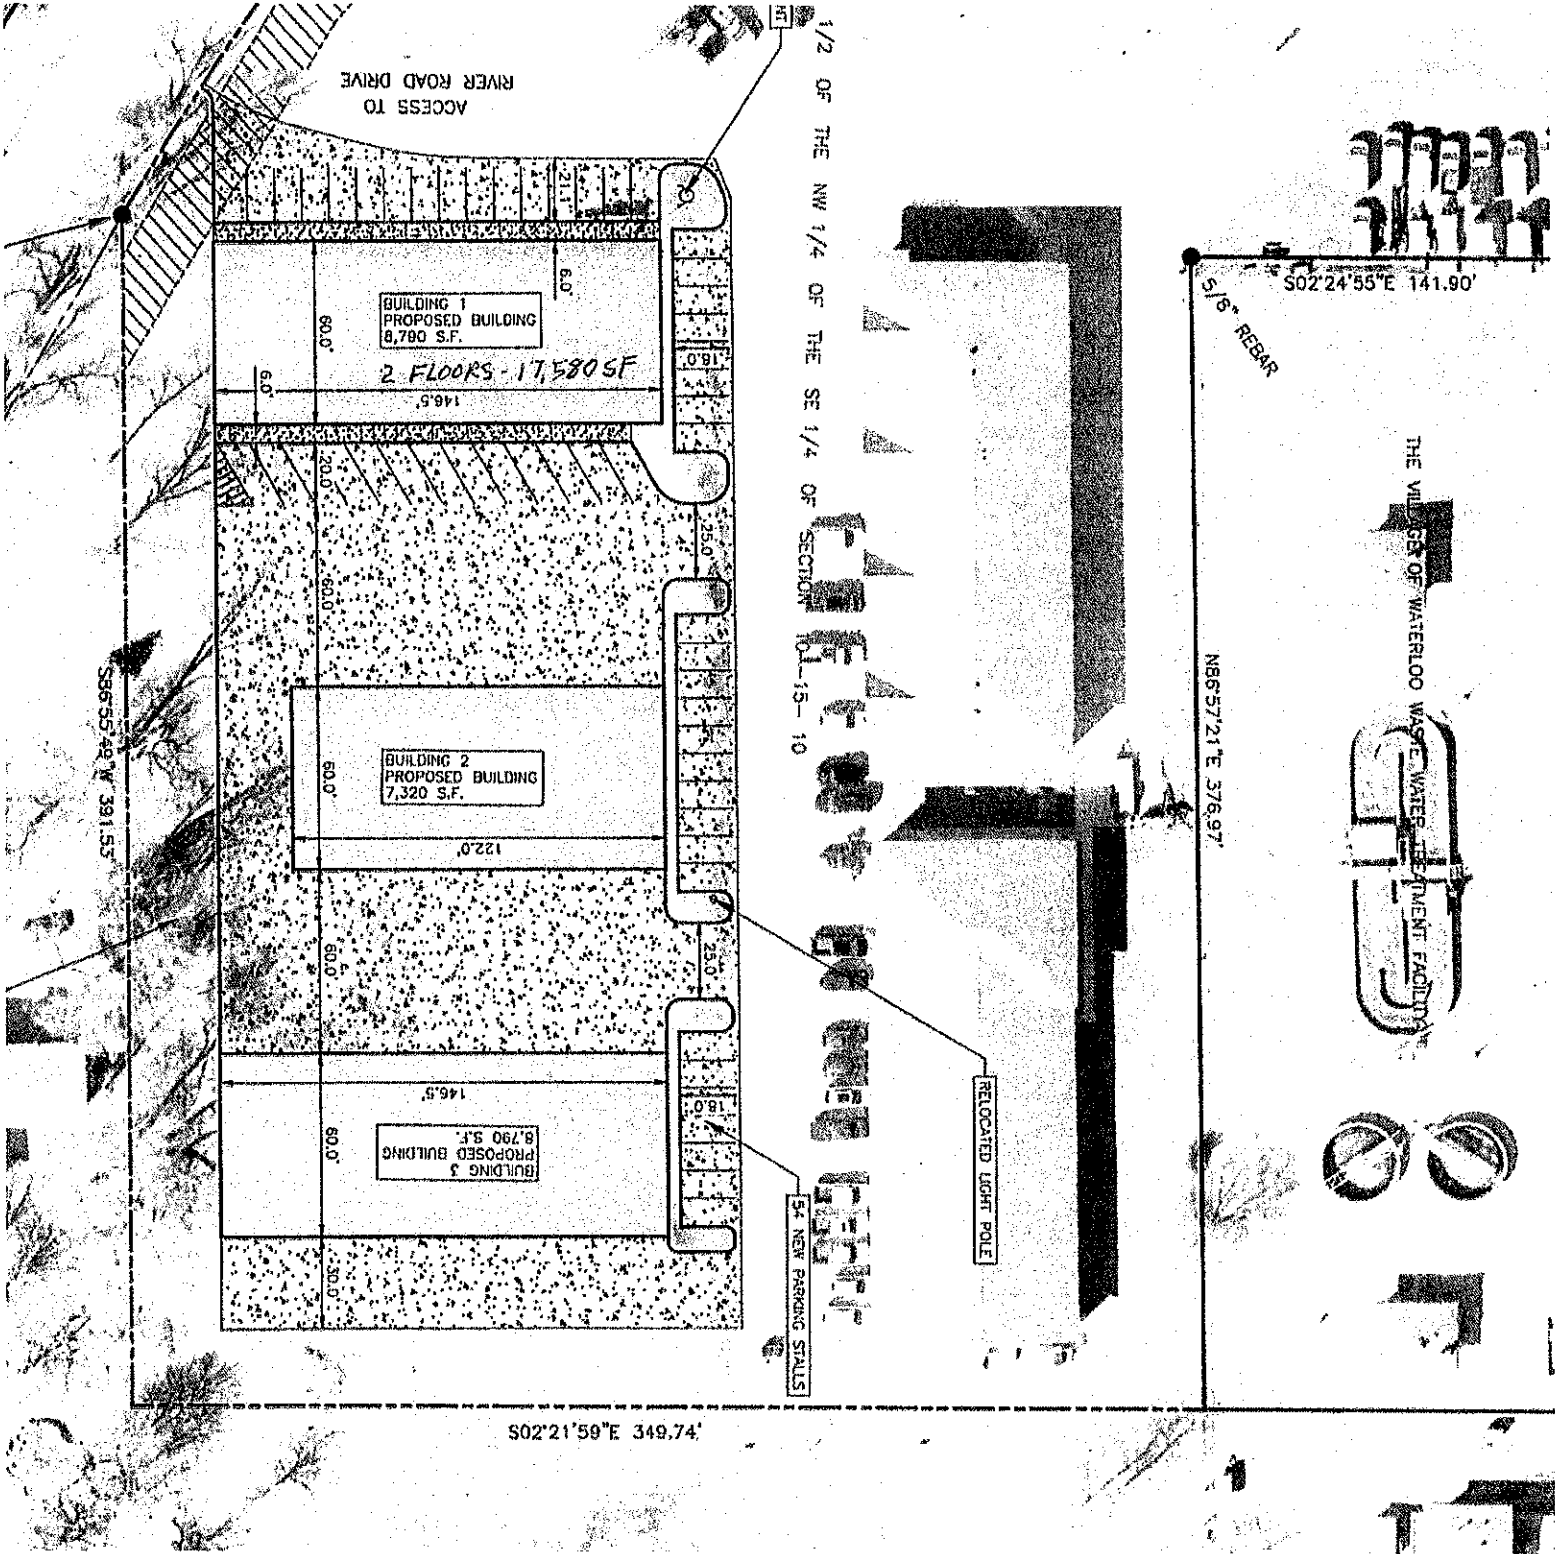 ACCESS TO
RIVER ROAD DRIVE
1/2 OF THE NW 1/4 OF THE SE 1/4 OF SECTION
15-10
21.1'
6.0'
BUILDING 1
PROPOSED BUILDING
8,790 S.F.
2 FLOORS - 17,580 SF
60.0'
146.5'
6.0'
18.0'
20.0'
25.0'
60.0'
BUILDING 2
PROPOSED BUILDING
7,320 S.F.
60.0'
122.0'
60.0'
25.0'
146.5'
18.0'
BUILDING 3
PROPOSED BUILDING
8,790 S.F.
60.0'
30.0'
54 NEW PARKING STALLS
RELOCATED LIGHT POLE
S02°24'55"E 141.90'
5/8" REBAR
THE VILLAGE OF WATERLOO WASTE WATER TREATMENT FACILITY
N86°57'21"E 376.97'
S86°55'49"W 391.53'
S02°21'59"E 349.74'